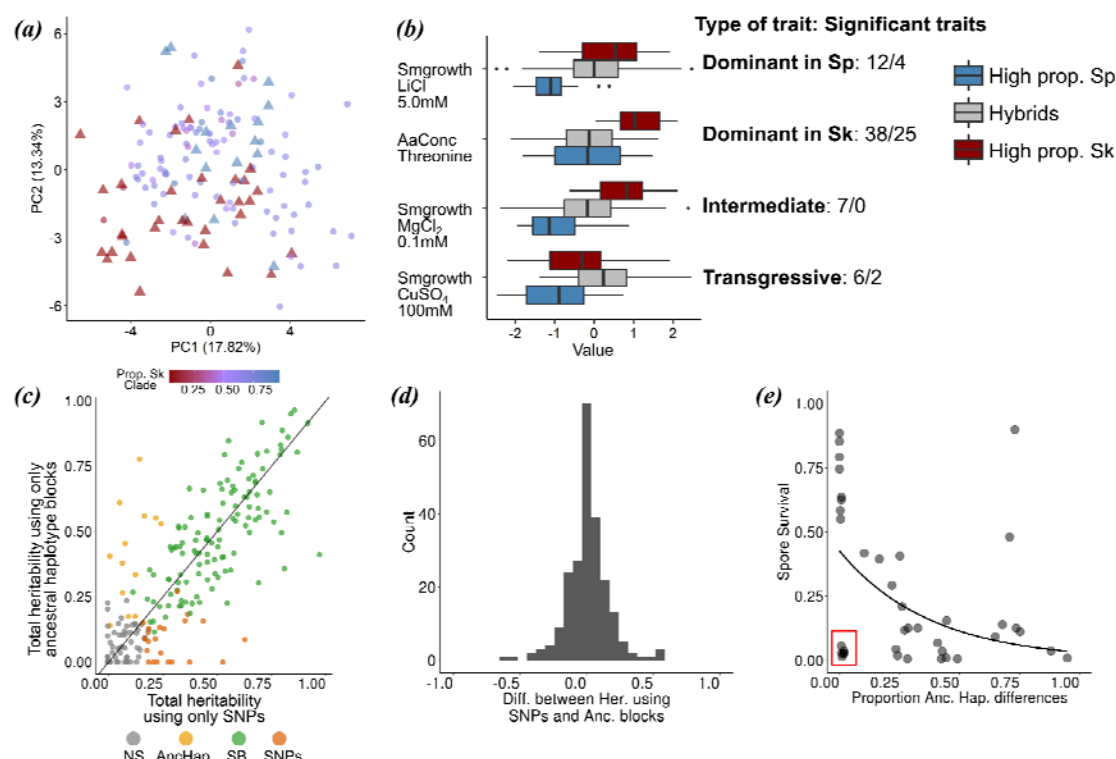 (a)
6
3
0
-3
-6
PC2 (13.34%)
-4
0
4
PC1 (17.82%)
Prop. Sk
Clade
0.25 0.50 0.75
(b)
Type of trait: Significant traits
Smgrowth
LiCl
5.0mM
Dominant in Sp: 12/4
AaConc
Threonine
Dominant in Sk: 38/25
Smgrowth
MgCl2
0.1mM
Intermediate: 7/0
Smgrowth
CuSO4
100mM
Transgressive: 6/2
-2 -1 0 1 2
Value
High prop. Sp
Hybrids
High prop. Sk
(c)
Total heritability using only
ancestral haplotype blocks
1.00
0.75
0.50
0.25
0.00
0.00 0.25 0.50 0.75 1.00
Total heritability
using only SNPs
NS AncHap SB SNPs
(d)
Count
60
40
20
0
-1.0 -0.5 0.0 0.5 1.0
Diff. between Her. using
SNPs and Anc. blocks
(e)
Spore Survival
1.00
0.75
0.50
0.25
0.00
0.00 0.25 0.50 0.75 1.00
Proportion Anc. Hap. differences